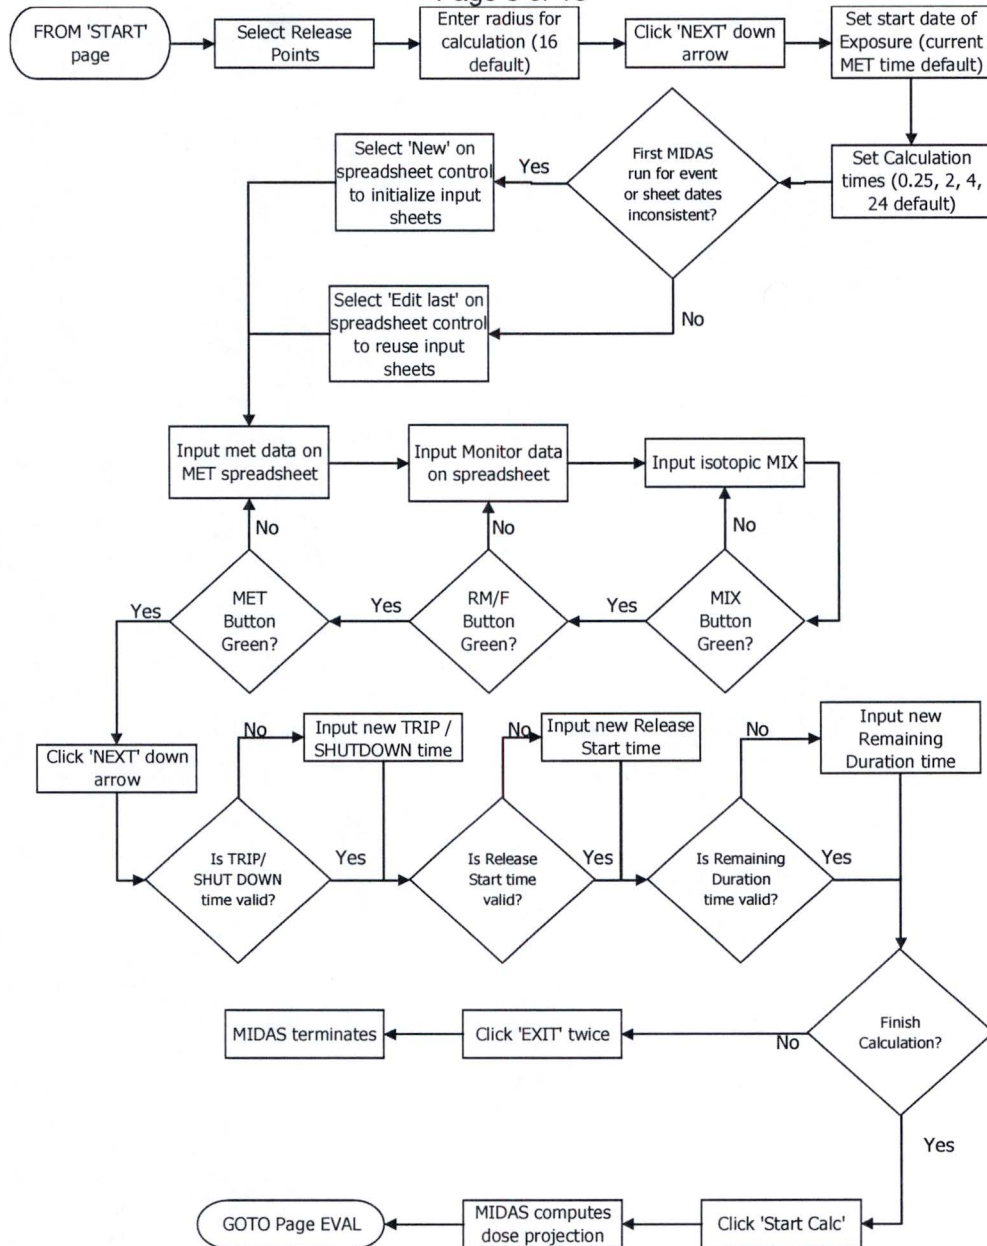 FROM 'START'
page
Select Release
Points
Enter radius for
calculation (16
default)
Click 'NEXT' down
arrow
Set start date of
Exposure (current
MET time default)
Select 'New' on
spreadsheet control
to initialize input
sheets
Yes
First MIDAS
run for event
or sheet dates
inconsistent?
Set Calculation
times (0.25, 2, 4,
24 default)
Select 'Edit last' on
spreadsheet control
to reuse input
sheets
No
Input met data on
MET spreadsheet
Input Monitor data
on spreadsheet
Input isotopic MIX
No
No
No
Yes
MET
Button
Green?
Yes
RM/F
Button
Green?
Yes
MIX
Button
Green?
Click 'NEXT' down
arrow
No
Input new TRIP /
SHUTDOWN time
No
Input new Release
Start time
No
Input new
Remaining
Duration time
Is TRIP/
SHUT DOWN
time valid?
Yes
Is Release
Start time
valid?
Yes
Is Remaining
Duration
time valid?
Yes
MIDAS terminates
Click 'EXIT' twice
No
Finish
Calculation?
Yes
GOTO Page EVAL
MIDAS computes
dose projection
Click 'Start Calc'